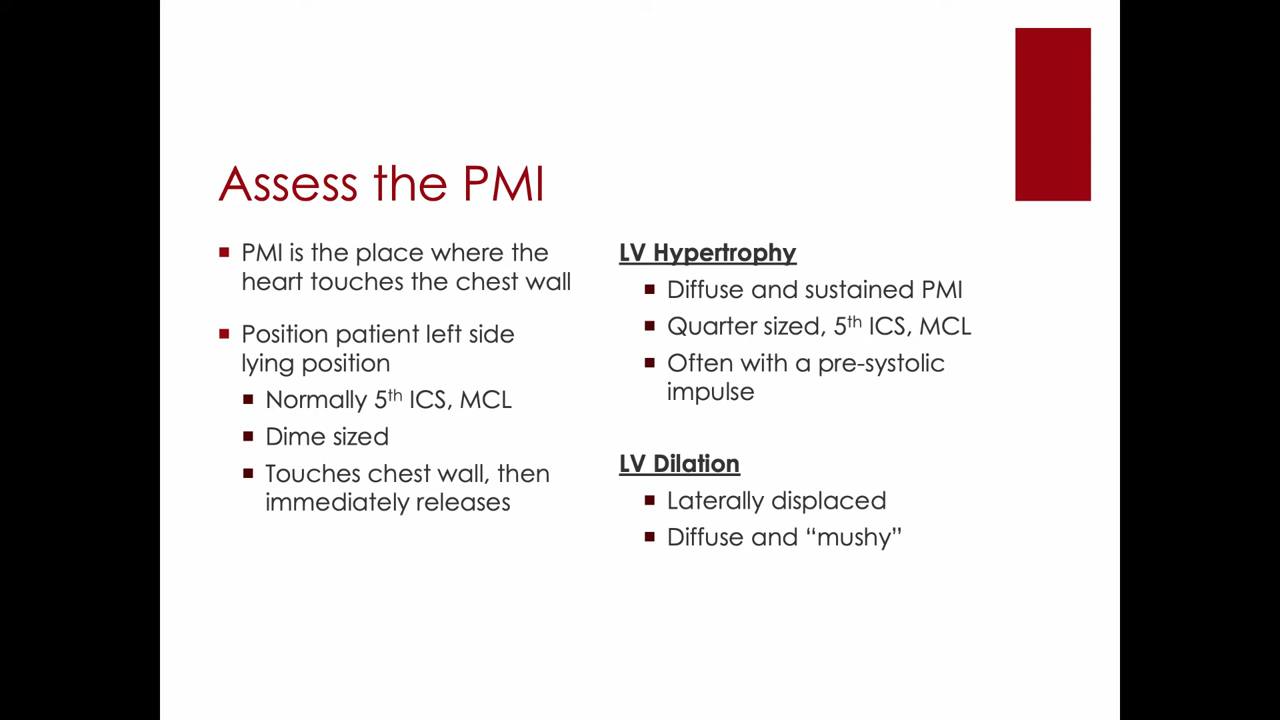 Assess the PMI
PMI is the place where the
heart touches the chest wall
Position patient left side
lying position
Normally 5th ICS, MCL
Dime sized
Touches chest wall, then
immediately releases
LV Hypertrophy
Diffuse and sustained PMI
Quarter sized, 5th ICS, MCL
Often with a pre-systolic
impulse
LV Dilation
Laterally displaced
Diffuse and “mushy”